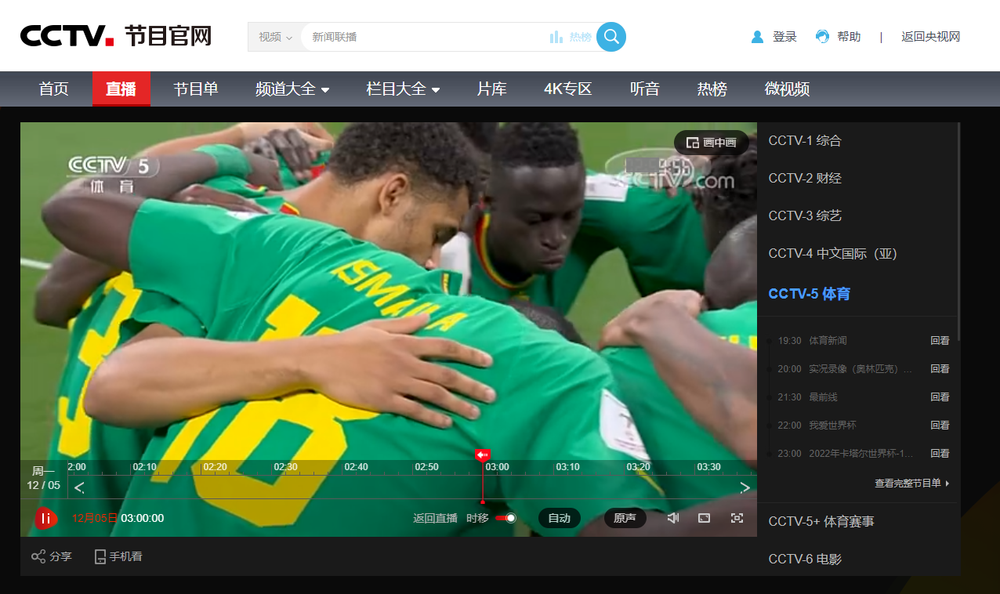 CCTV. 节目官网
视频
新闻联播
热榜
登录
帮助
|
返回央视网
首页
直播
节目单
频道大全
栏目大全
片库
4K专区
听音
热榜
微视频
CCTV 5
体育
画中画
CCTV.com
ISMAILA
18
CCTV-1 综合
CCTV-2 财经
CCTV-3 综艺
CCTV-4 中文国际（亚）
CCTV-5 体育
19:30 体育新闻 回看
20:00 实况录像（奥林匹克）... 回看
21:30 最前线 回看
22:00 我爱世界杯 回看
23:00 2022年卡塔尔世界杯-1... 回看
查看完整节目单
CCTV-5+ 体育赛事
CCTV-6 电影
周一
12 / 05
2:00 02:10 02:20 02:30 02:40 02:50 03:00 03:10 03:20 03:30
12月05日 03:00:00
返回直播
时移
自动
原声
分享
手机看